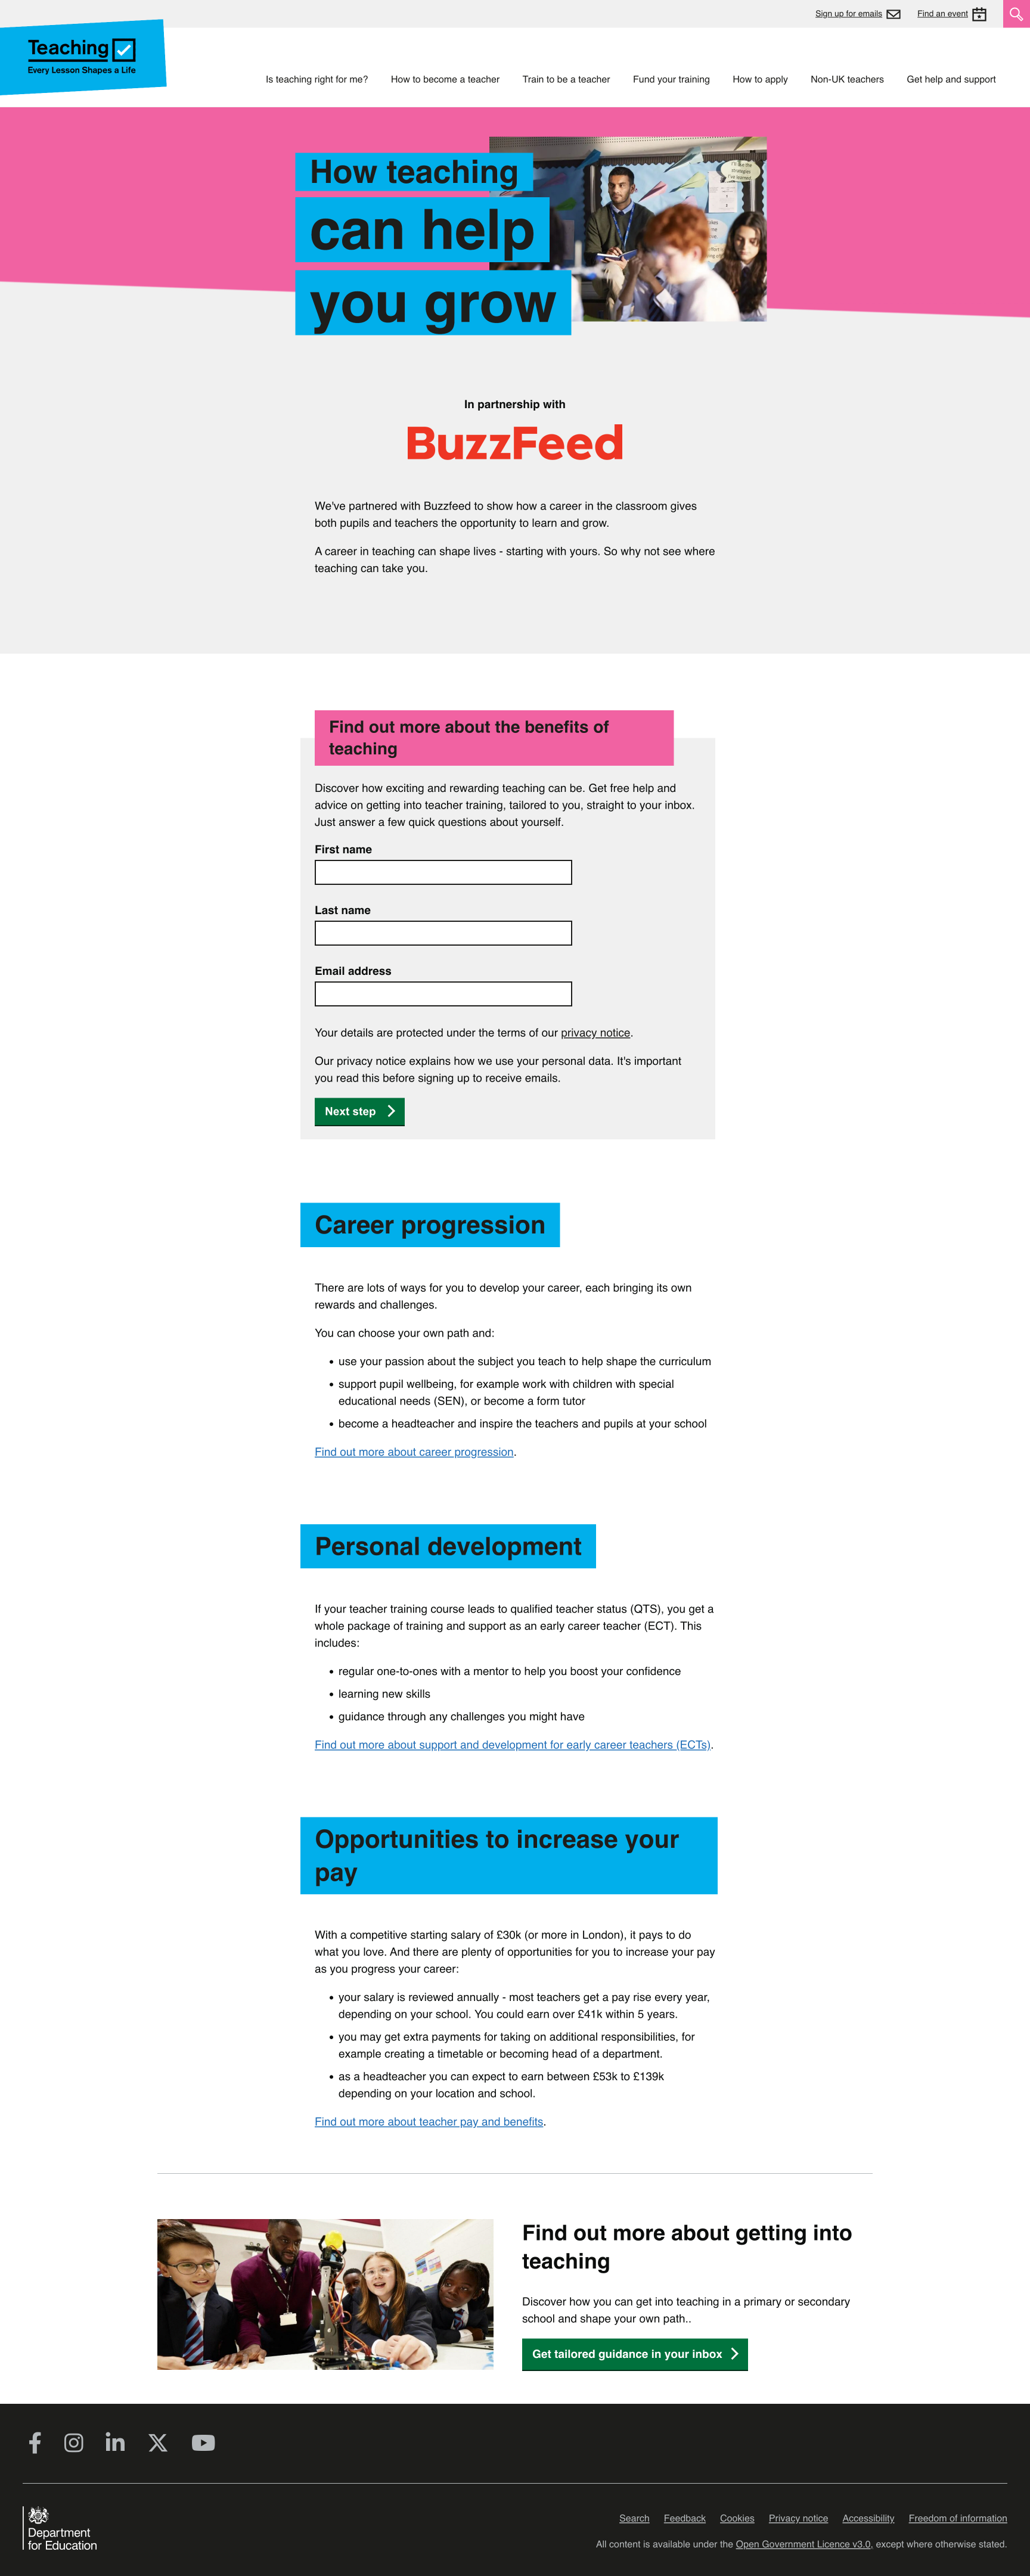 Sign up for emails
Find an event
Teaching
Every Lesson Shapes a Life
Is teaching right for me?
How to become a teacher
Train to be a teacher
Fund your training
How to apply
Non-UK teachers
Get help and support
How teaching
can help
you grow
In partnership with
BuzzFeed
We've partnered with Buzzfeed to show how a career in the classroom gives
both pupils and teachers the opportunity to learn and grow.
A career in teaching can shape lives - starting with yours. So why not see where
teaching can take you.
Find out more about the benefits of
teaching
Discover how exciting and rewarding teaching can be. Get free help and
advice on getting into teacher training, tailored to you, straight to your inbox.
Just answer a few quick questions about yourself.
First name
Last name
Email address
Your details are protected under the terms of our privacy notice.
Our privacy notice explains how we use your personal data. It's important
you read this before signing up to receive emails.
Next step
Career progression
There are lots of ways for you to develop your career, each bringing its own
rewards and challenges.
You can choose your own path and:
• use your passion about the subject you teach to help shape the curriculum
• support pupil wellbeing, for example work with children with special
educational needs (SEN), or become a form tutor
• become a headteacher and inspire the teachers and pupils at your school
Find out more about career progression.
Personal development
If your teacher training course leads to qualified teacher status (QTS), you get a
whole package of training and support as an early career teacher (ECT). This
includes:
• regular one-to-ones with a mentor to help you boost your confidence
• learning new skills
• guidance through any challenges you might have
Find out more about support and development for early career teachers (ECTs).
Opportunities to increase your
pay
With a competitive starting salary of £30k (or more in London), it pays to do
what you love. And there are plenty of opportunities for you to increase your pay
as you progress your career:
• your salary is reviewed annually - most teachers get a pay rise every year,
depending on your school. You could earn over £41k within 5 years.
• you may get extra payments for taking on additional responsibilities, for
example creating a timetable or becoming head of a department.
• as a headteacher you can expect to earn between £53k to £139k
depending on your location and school.
Find out more about teacher pay and benefits.
Find out more about getting into
teaching
Discover how you can get into teaching in a primary or secondary
school and shape your own path..
Get tailored guidance in your inbox
Department
for Education
Search
Feedback
Cookies
Privacy notice
Accessibility
Freedom of information
All content is available under the Open Government Licence v3.0, except where otherwise stated.